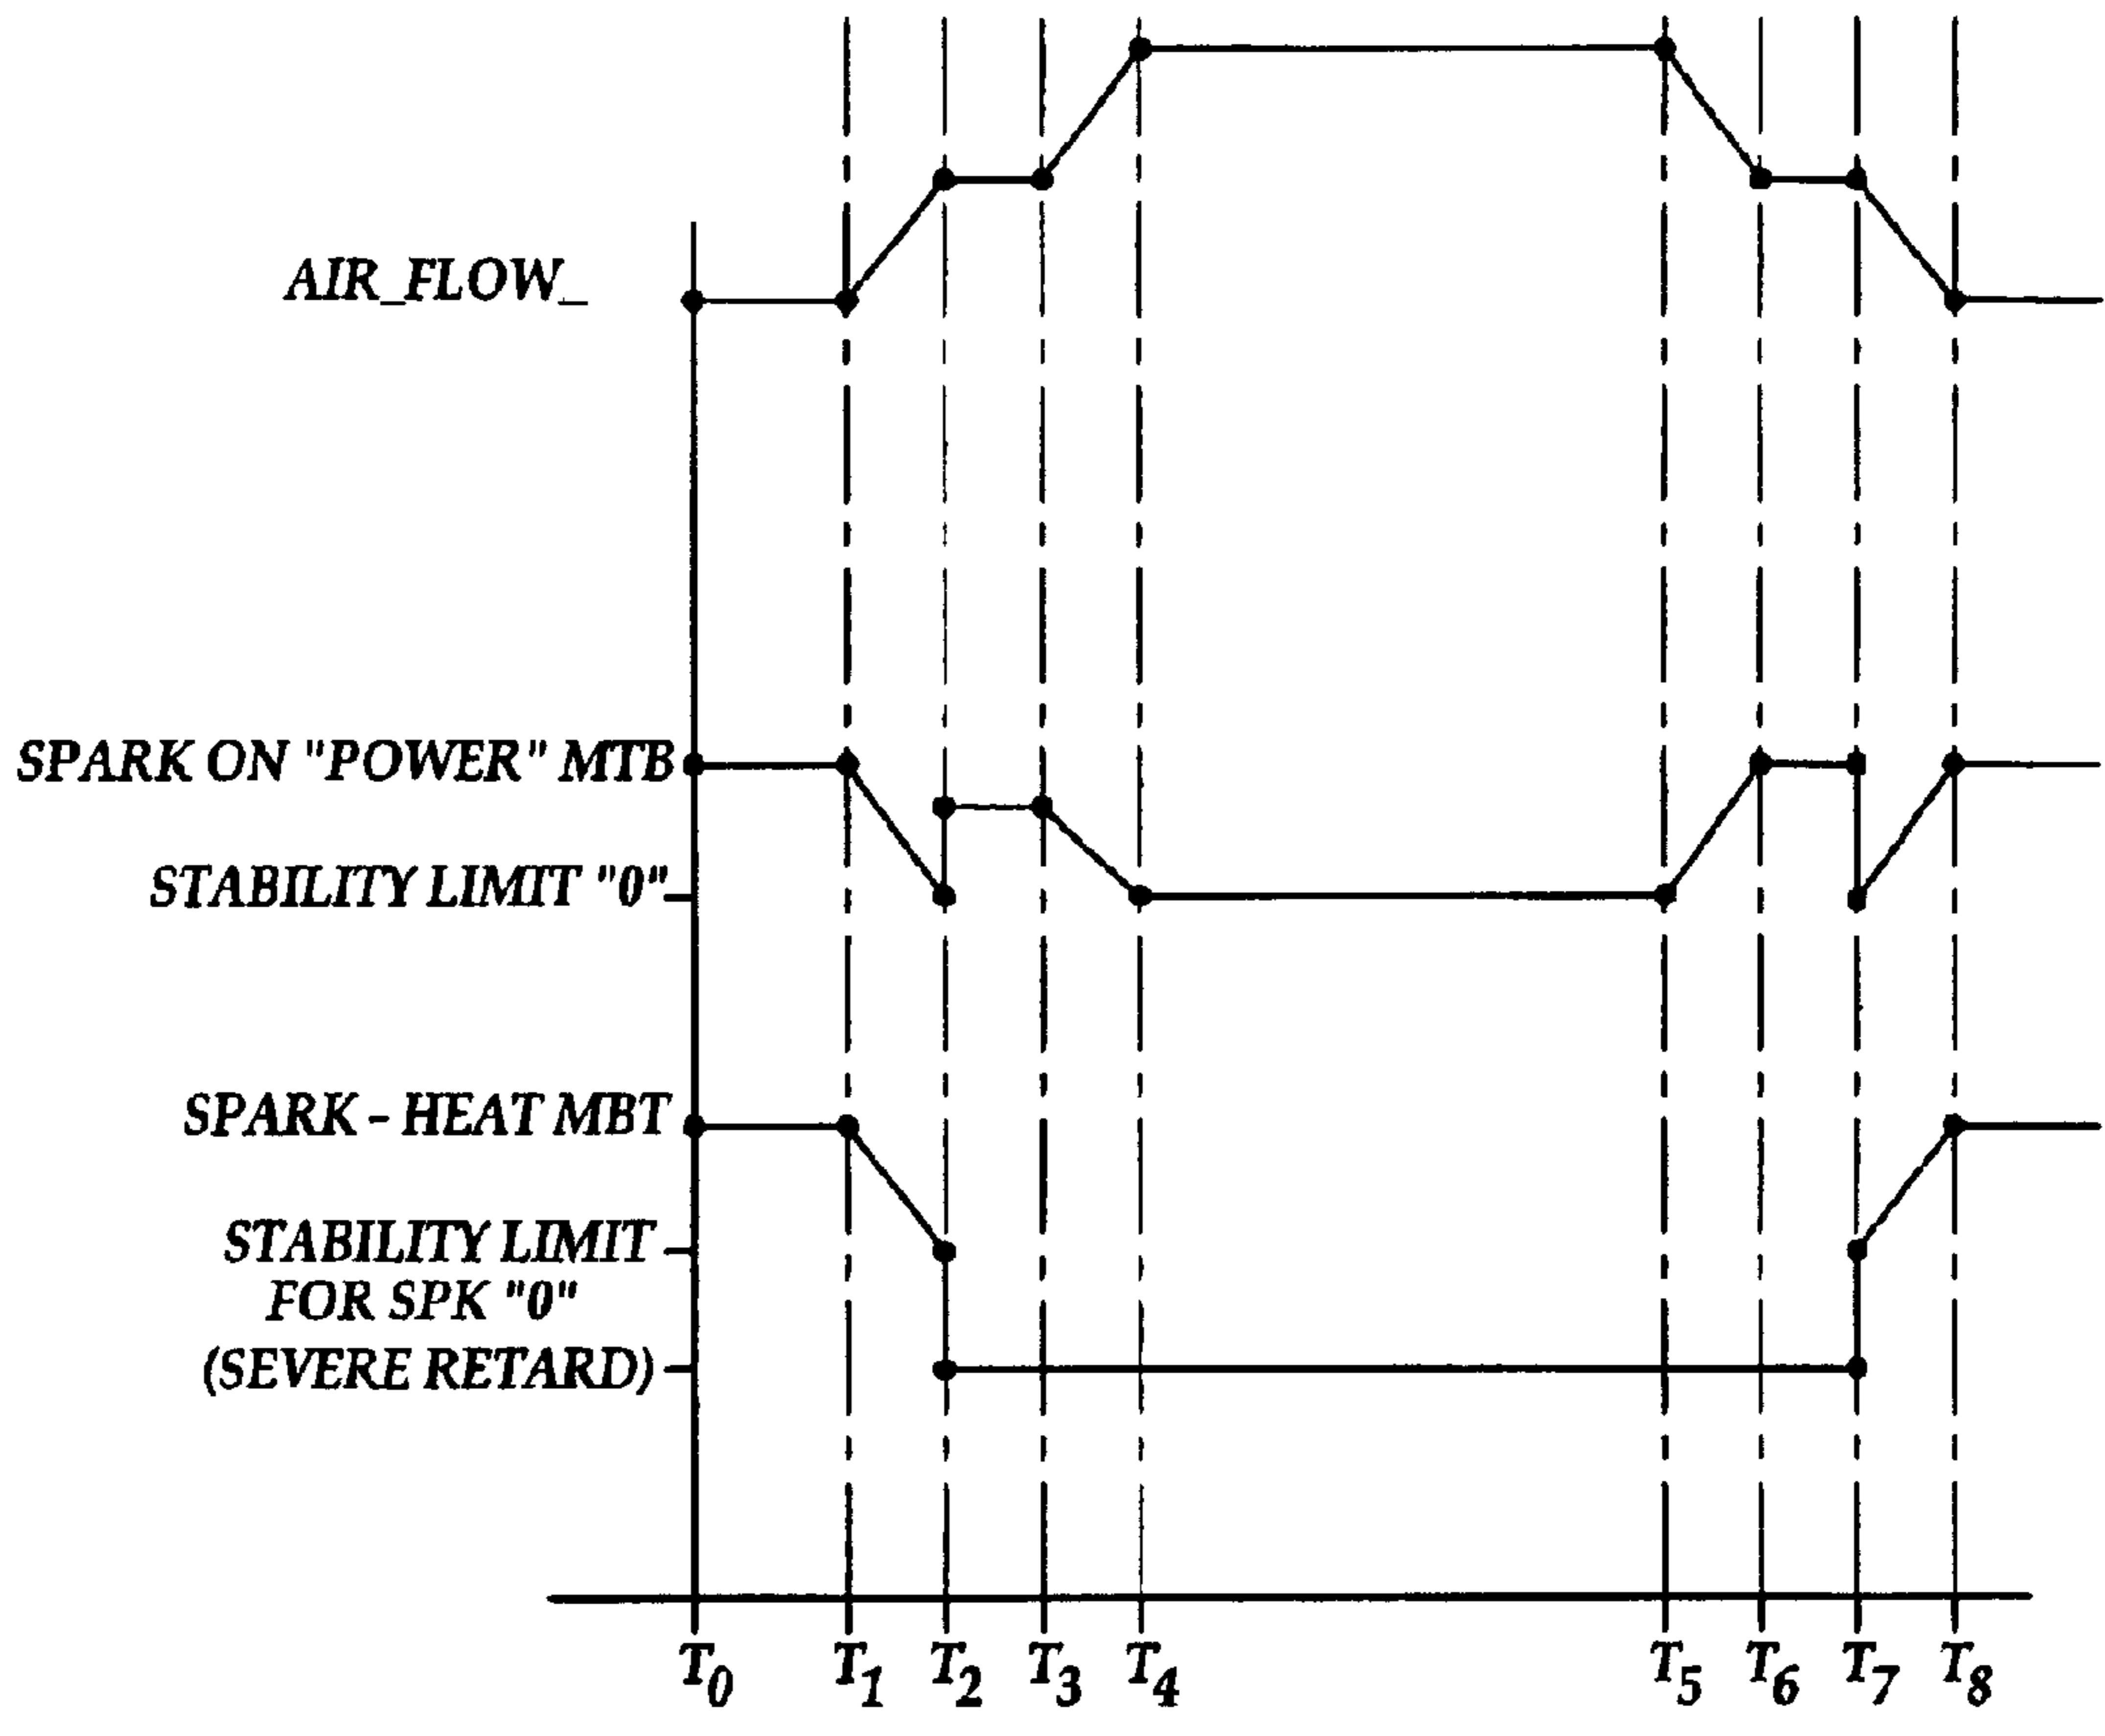 AIR_FLOW_
SPARK ON "POWER" MTB
STABILITY LIMIT "0"
SPARK - HEAT MBT
STABILITY LIMIT
FOR SPK "0"
(SEVERE RETARD)
T0 T1 T2 T3 T4 T5 T6 T7 T8